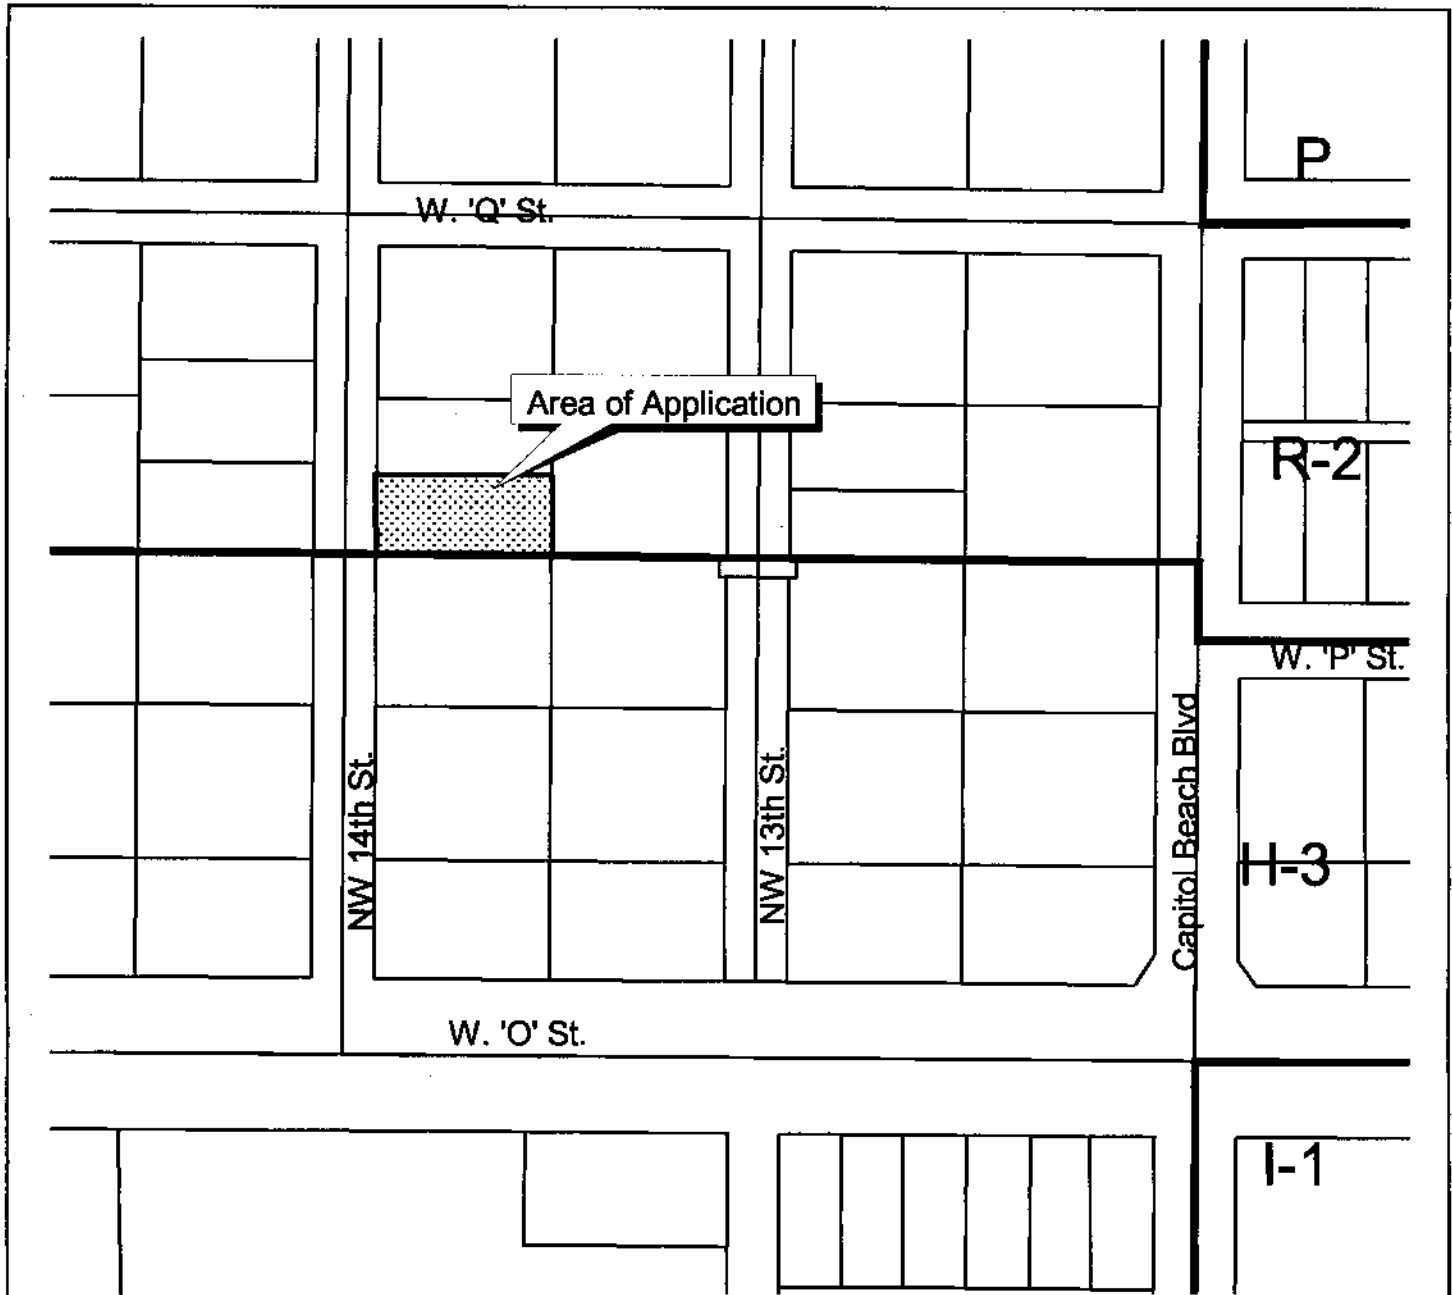 P
W. 'Q' St.
Area of Application
R-2
W. 'P' St.
NW 14th St.
NW 13th St.
Capitol Beach Blvd
H-3
W. 'O' St.
I-1